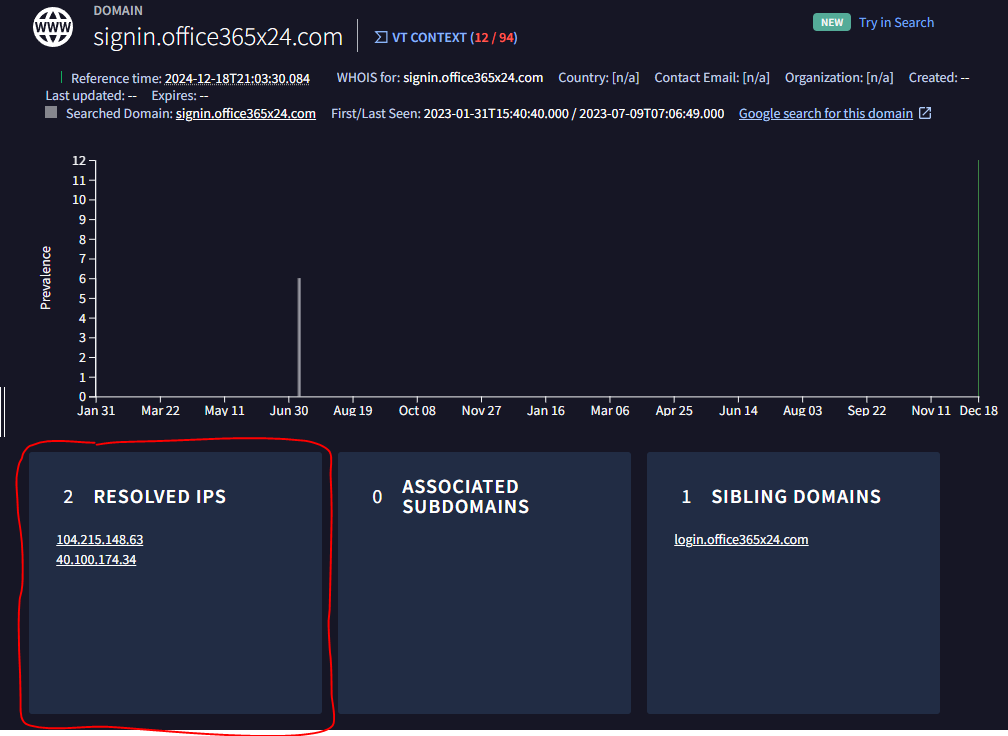 WWW
DOMAIN
signin.office365x24.com
VT CONTEXT (12 / 94)
NEW Try in Search
Reference time: 2024-12-18T21:03:30.084 WHOIS for: signin.office365x24.com Country: [n/a] Contact Email: [n/a] Organization: [n/a] Created: --
Last updated: -- Expires: --
Searched Domain: signin.office365x24.com First/Last Seen: 2023-01-31T15:40:40.000 / 2023-07-09T07:06:49.000 Google search for this domain
12
11
10
9
8
7
6
5
4
3
2
1
0
Prevalence
Jan 31 Mar 22 May 11 Jun 30 Aug 19 Oct 08 Nov 27 Jan 16 Mar 06 Apr 25 Jun 14 Aug 03 Sep 22 Nov 11 Dec 18
2 RESOLVED IPS
104.215.148.63
40.100.174.34
0 ASSOCIATED
SUBDOMAINS
1 SIBLING DOMAINS
login.office365x24.com